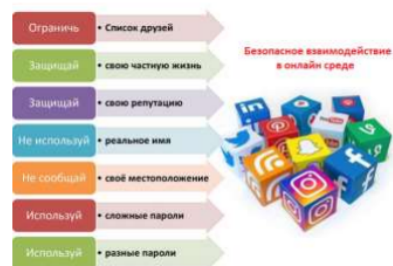 Ограничь • Список друзей
Защищай • свою частную жизнь
Защищай • свою репутацию
Не используй • реальное имя
Не сообщай • своё местоположение
Используй • сложные пароли
Используй • разные пароли
Безопасное взаимодействие
в онлайн среде